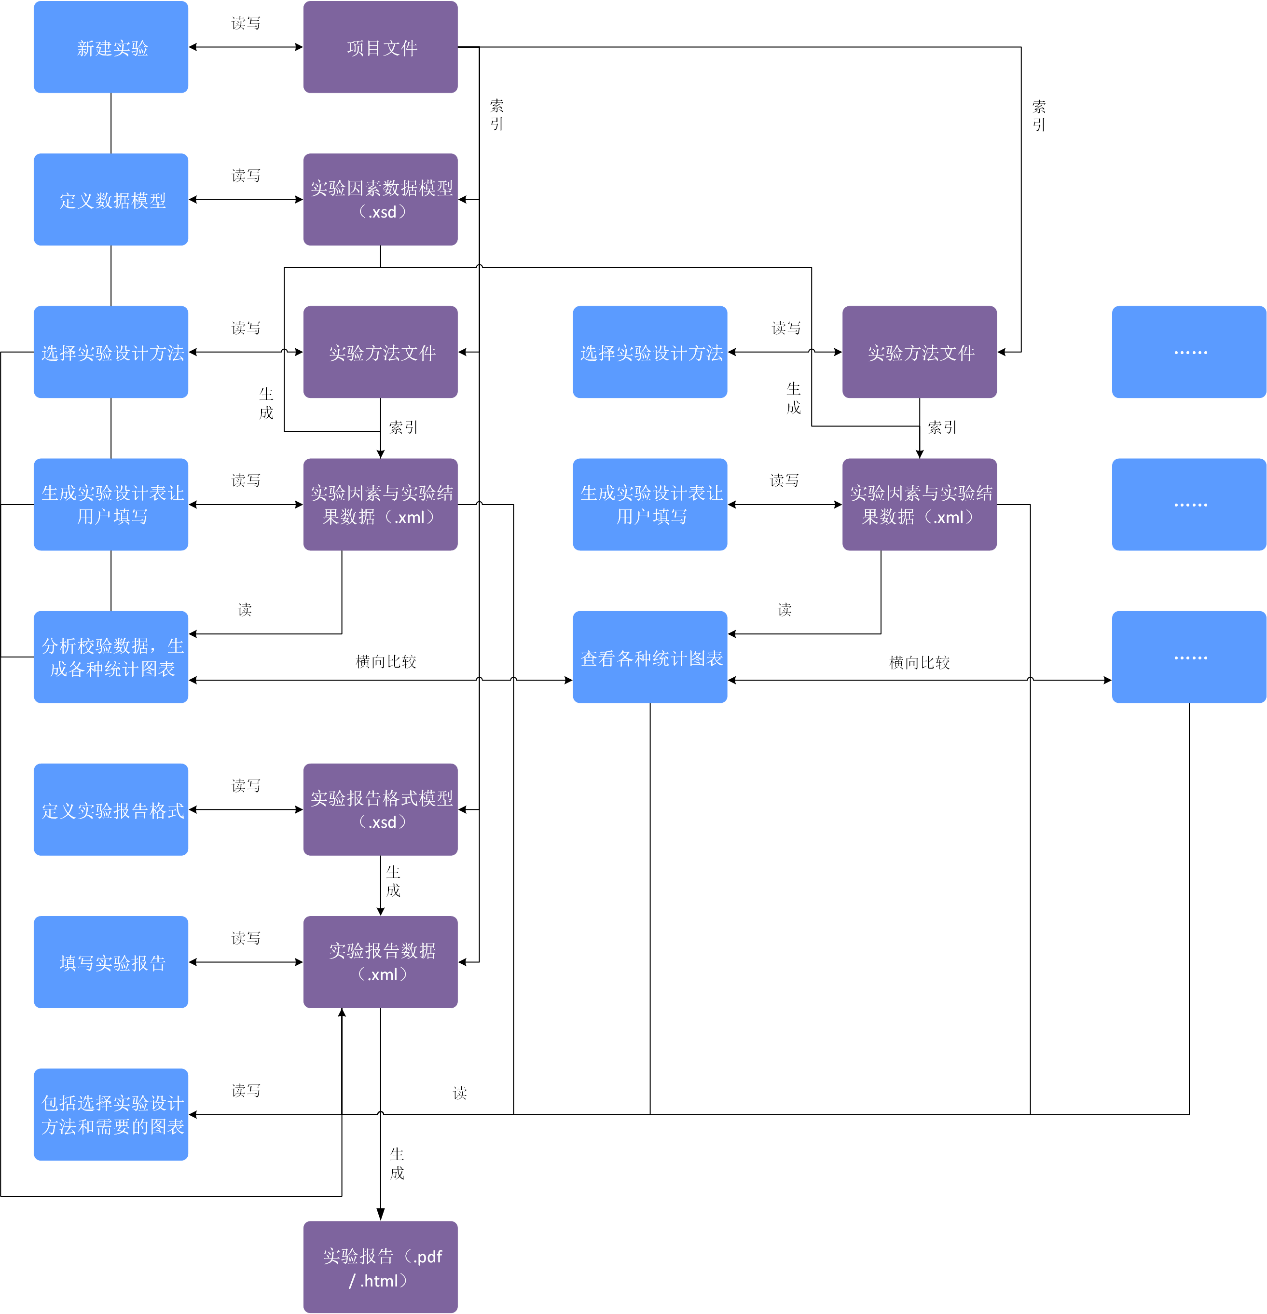 读写
新建实验
项目文件
索
引
索
引
读写
定义数据模型
实验因素数据模型
（.xsd）
读写
选择实验设计方法
实验方法文件
读写
选择实验设计方法
实验方法文件
……
生
成
索引
生
成
索引
读写
生成实验设计表让
用户填写
实验因素与实验结
果数据（.xml）
读写
生成实验设计表让
用户填写
实验因素与实验结
果数据（.xml）
……
读
读
分析校验数据，生
成各种统计图表
横向比较
查看各种统计图表
横向比较
……
读写
定义实验报告格式
实验报告格式模型
（.xsd）
生
成
读写
填写实验报告
实验报告数据
（.xml）
读写
读
包括选择实验设计
方法和需要的图表
生
成
实验报告（.pdf
/ .html）